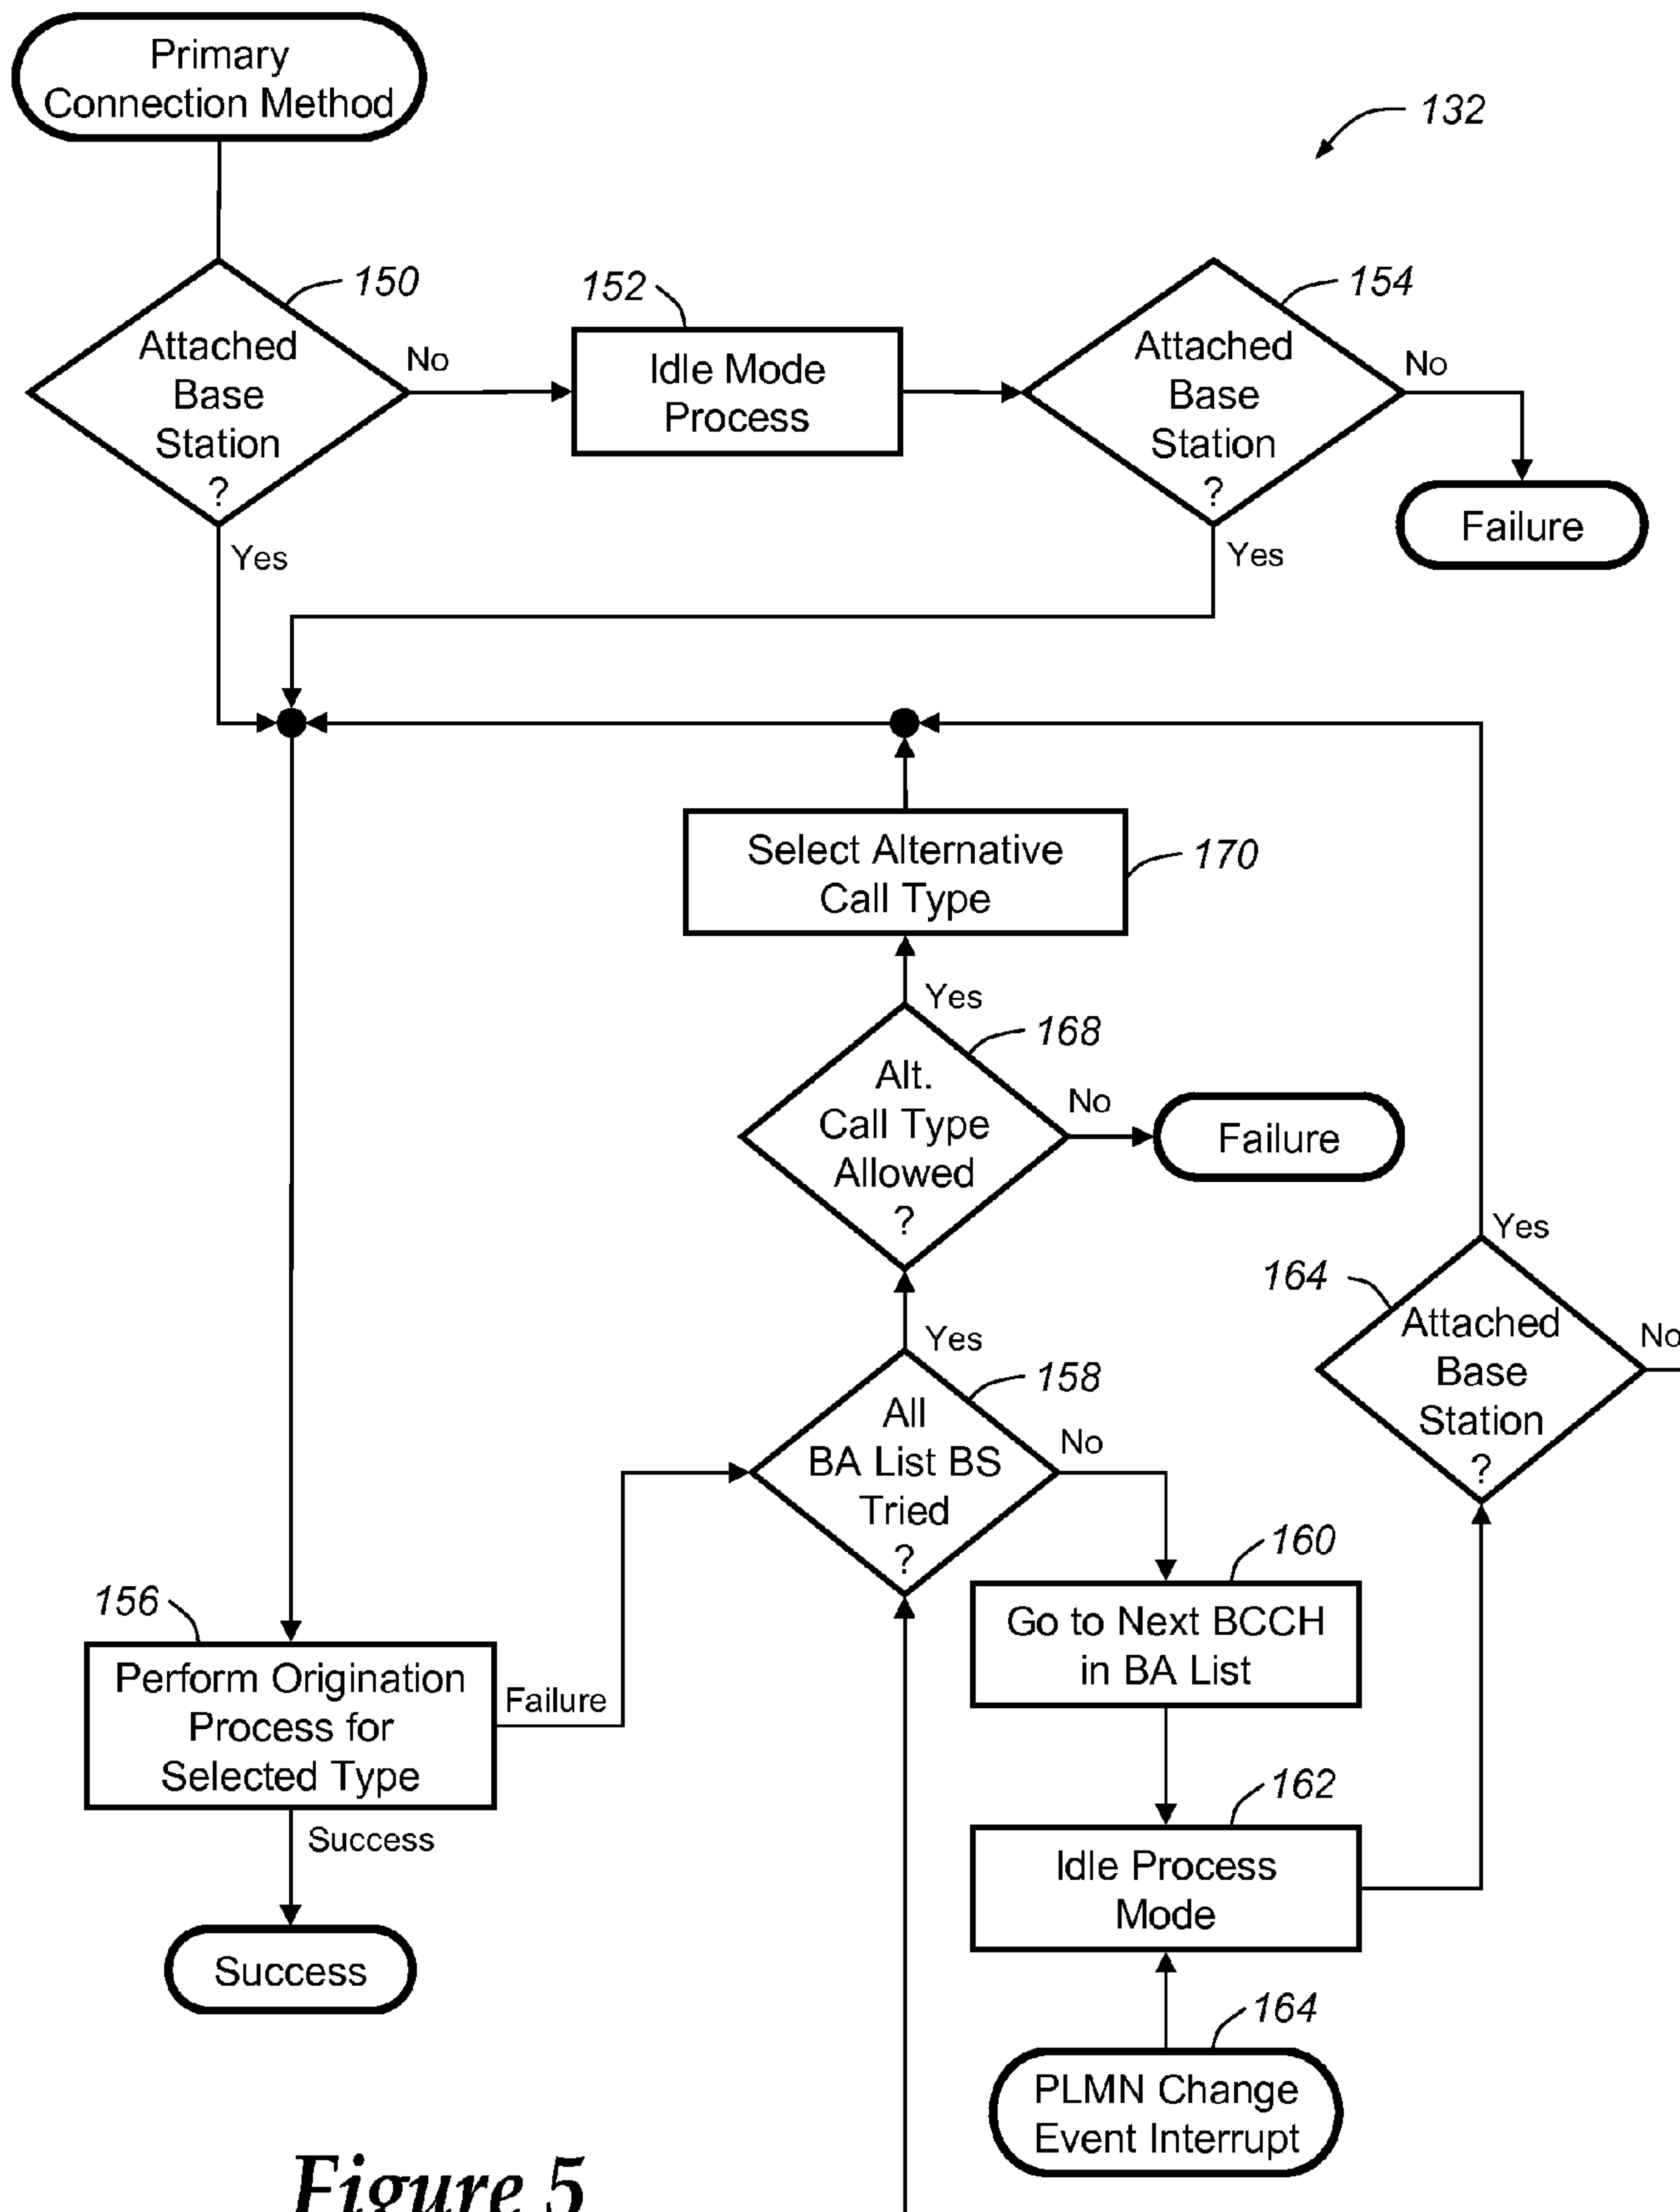 Primary
Connection Method
132
150
152
154
Attached
Base
Station
?
No
Idle Mode
Process
Attached
Base
Station
?
No
Failure
Yes
Yes
Select Alternative
Call Type
170
Yes
168
Alt.
Call Type
Allowed
?
No
Failure
Yes
164
Attached
Base
Station
?
No
Yes
158
All
BA List BS
Tried
?
No
160
Go to Next BCCH
in BA List
156
Perform Origination
Process for
Selected Type
Failure
Success
162
Idle Process
Mode
Success
164
PLMN Change
Event Interrupt
Figure 5